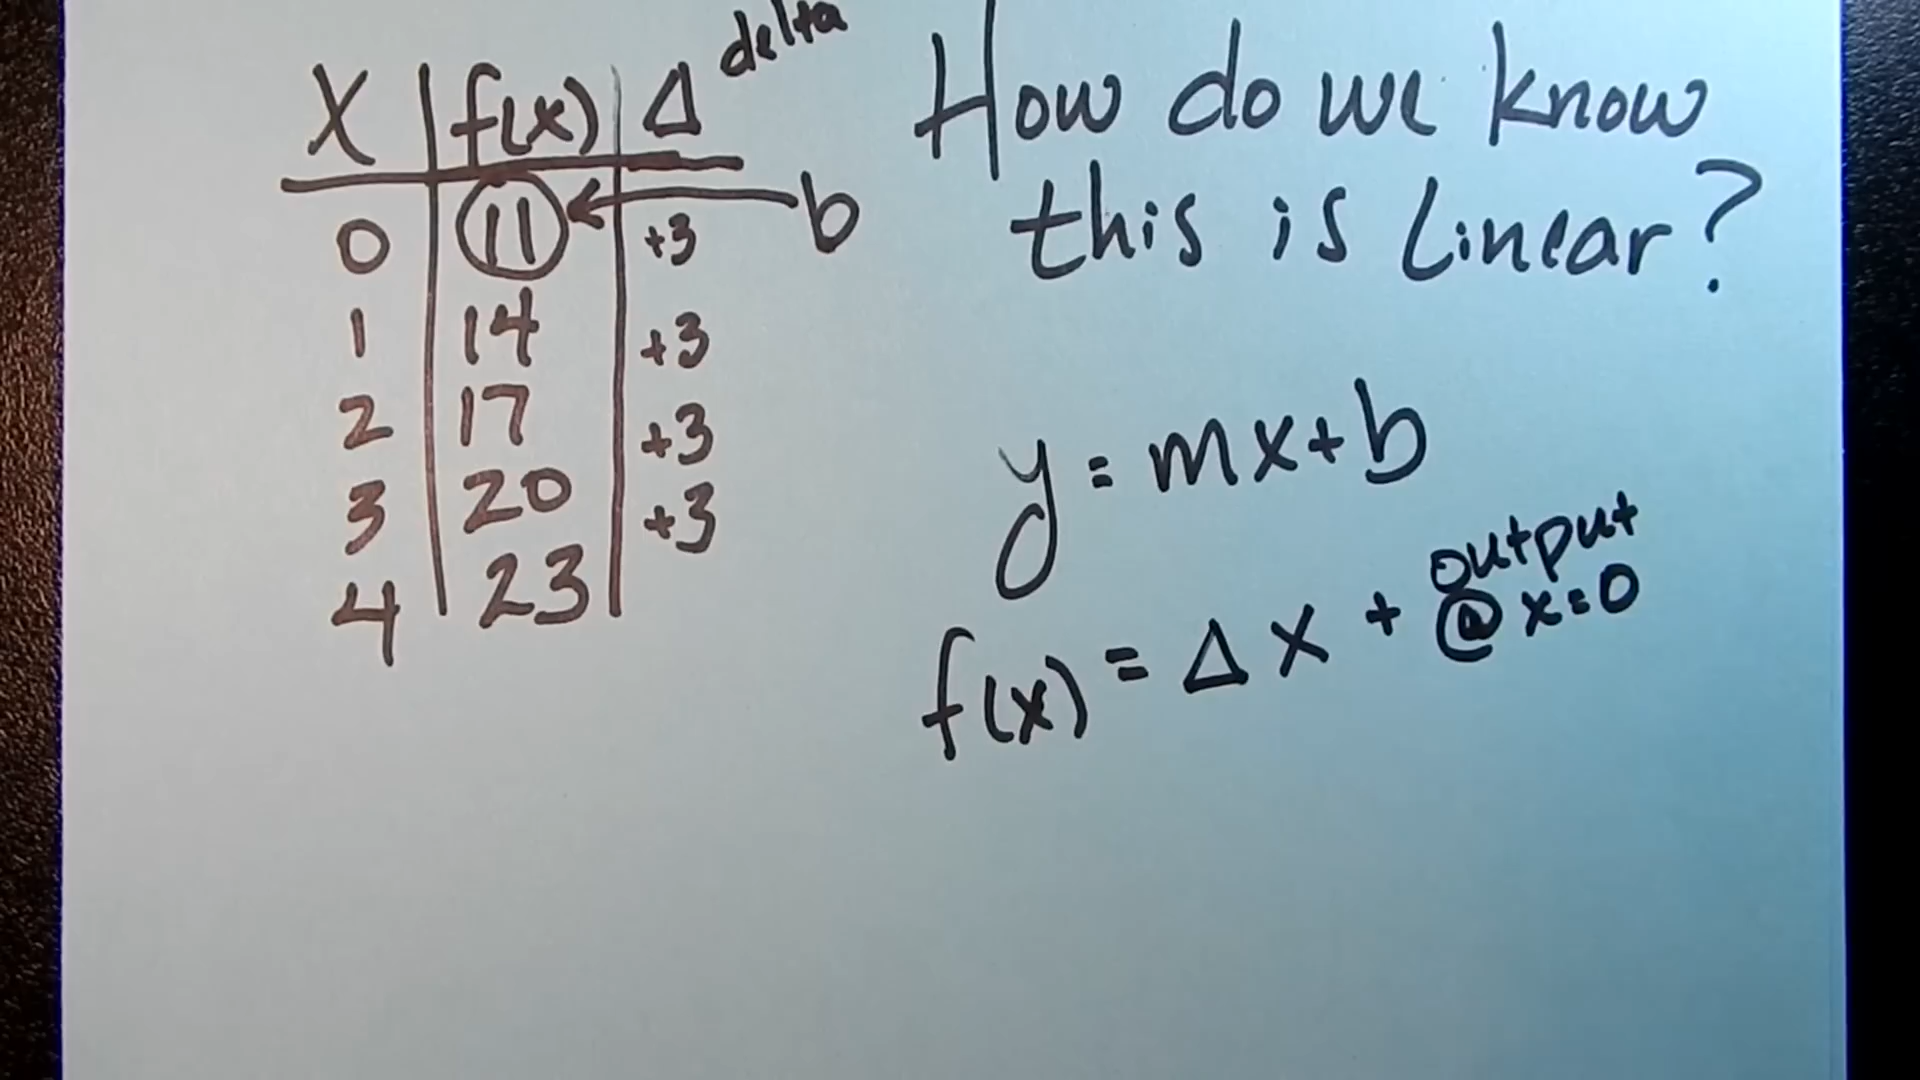 delta
X | f(x) | Δ
0 | 11 | +3 b
1 | 14 | +3
2 | 17 | +3
3 | 20 | +3
4 | 23
How do we know
this is Linear?
y = mx+b
f(x) = Δ X + output
@ x=0